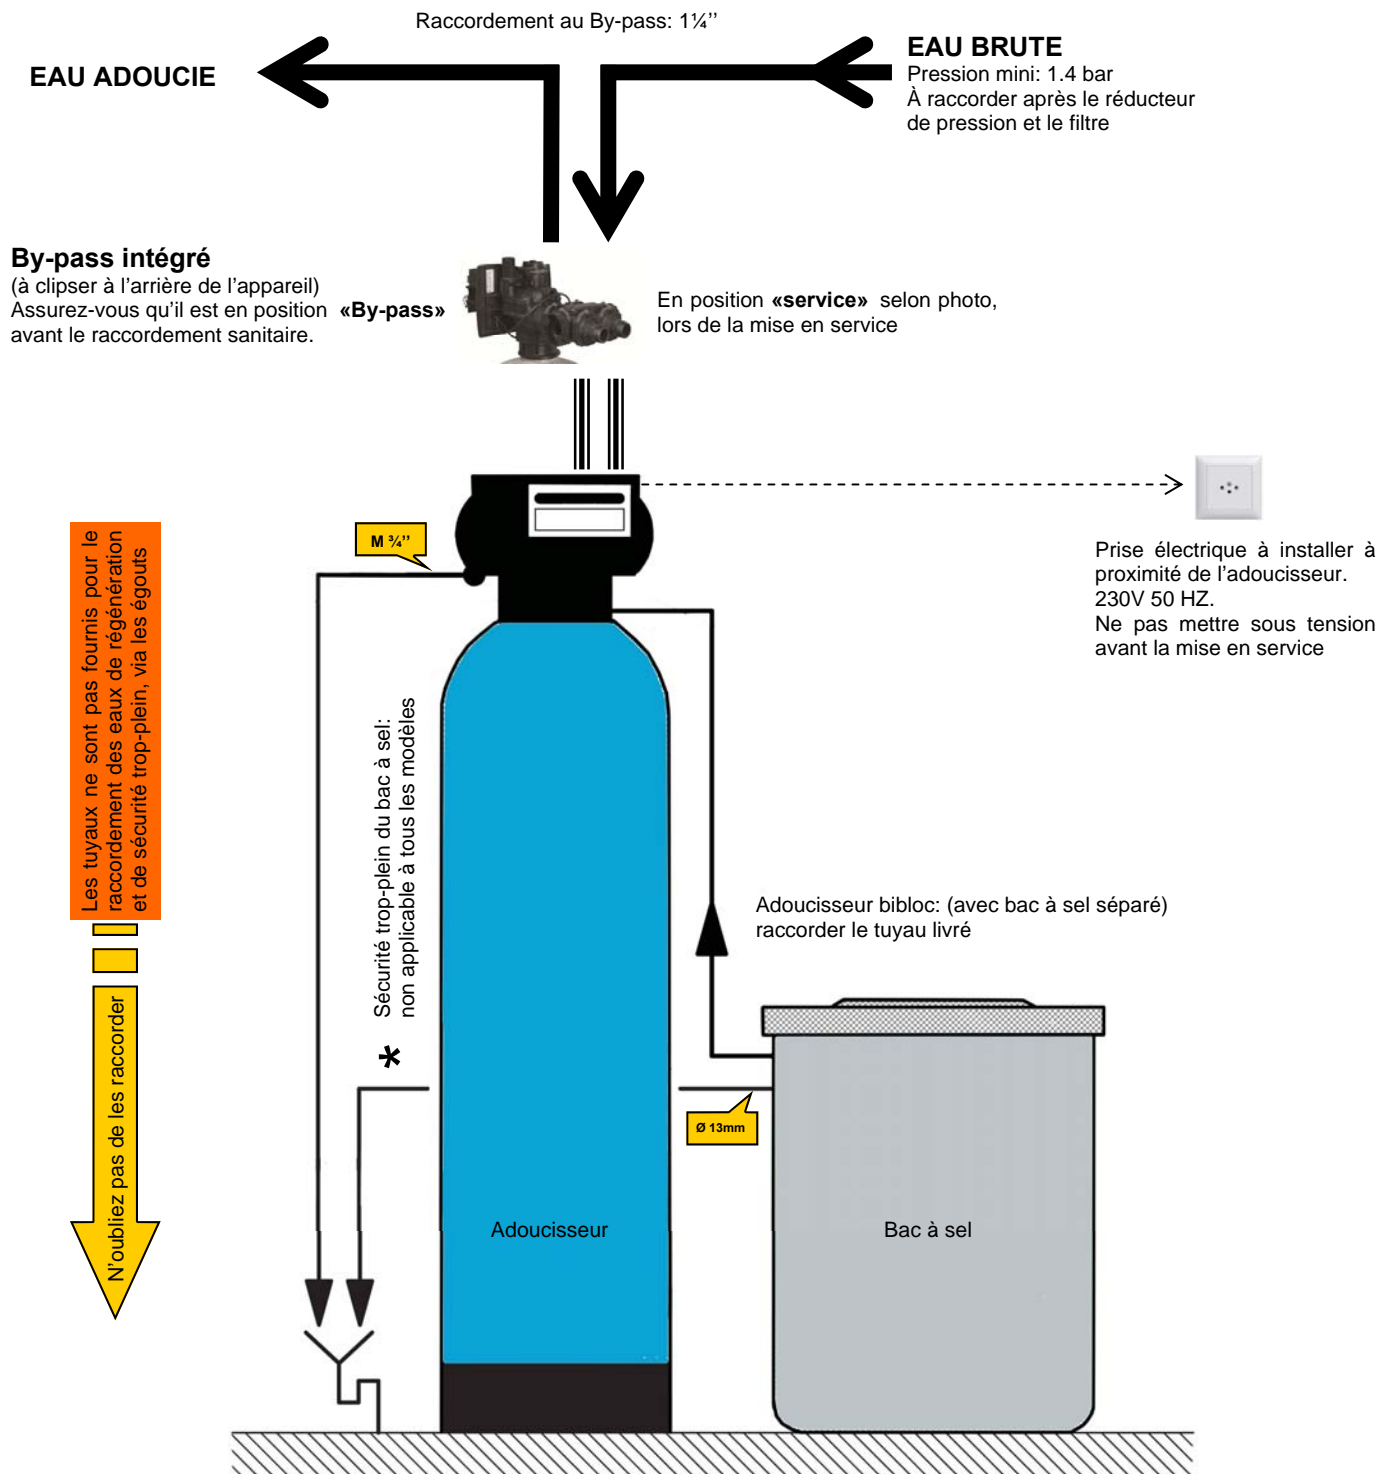 Raccordement au By-pass: 1¼’’
EAU ADOUCIE
EAU BRUTE
Pression mini: 1.4 bar
À raccorder après le réducteur
de pression et le filtre
By-pass intégré
(à clipser à l’arrière de l’appareil)
Assurez-vous qu’il est en position «By-pass»
avant le raccordement sanitaire.
En position «service» selon photo,
lors de la mise en service
M ¾’’
Prise électrique à installer à
proximité de l’adoucisseur.
230V 50 HZ.
Ne pas mettre sous tension
avant la mise en service
Les tuyaux ne sont pas fournis pour le
raccordement des eaux de régénération
et de sécurité trop-plein, via les égouts
N’oubliez pas de les raccorder
Sécurité trop-plein du bac à sel:
non applicable à tous les modèles
*
Adoucisseur bibloc: (avec bac à sel séparé)
raccorder le tuyau livré
Ø 13mm
Adoucisseur
Bac à sel